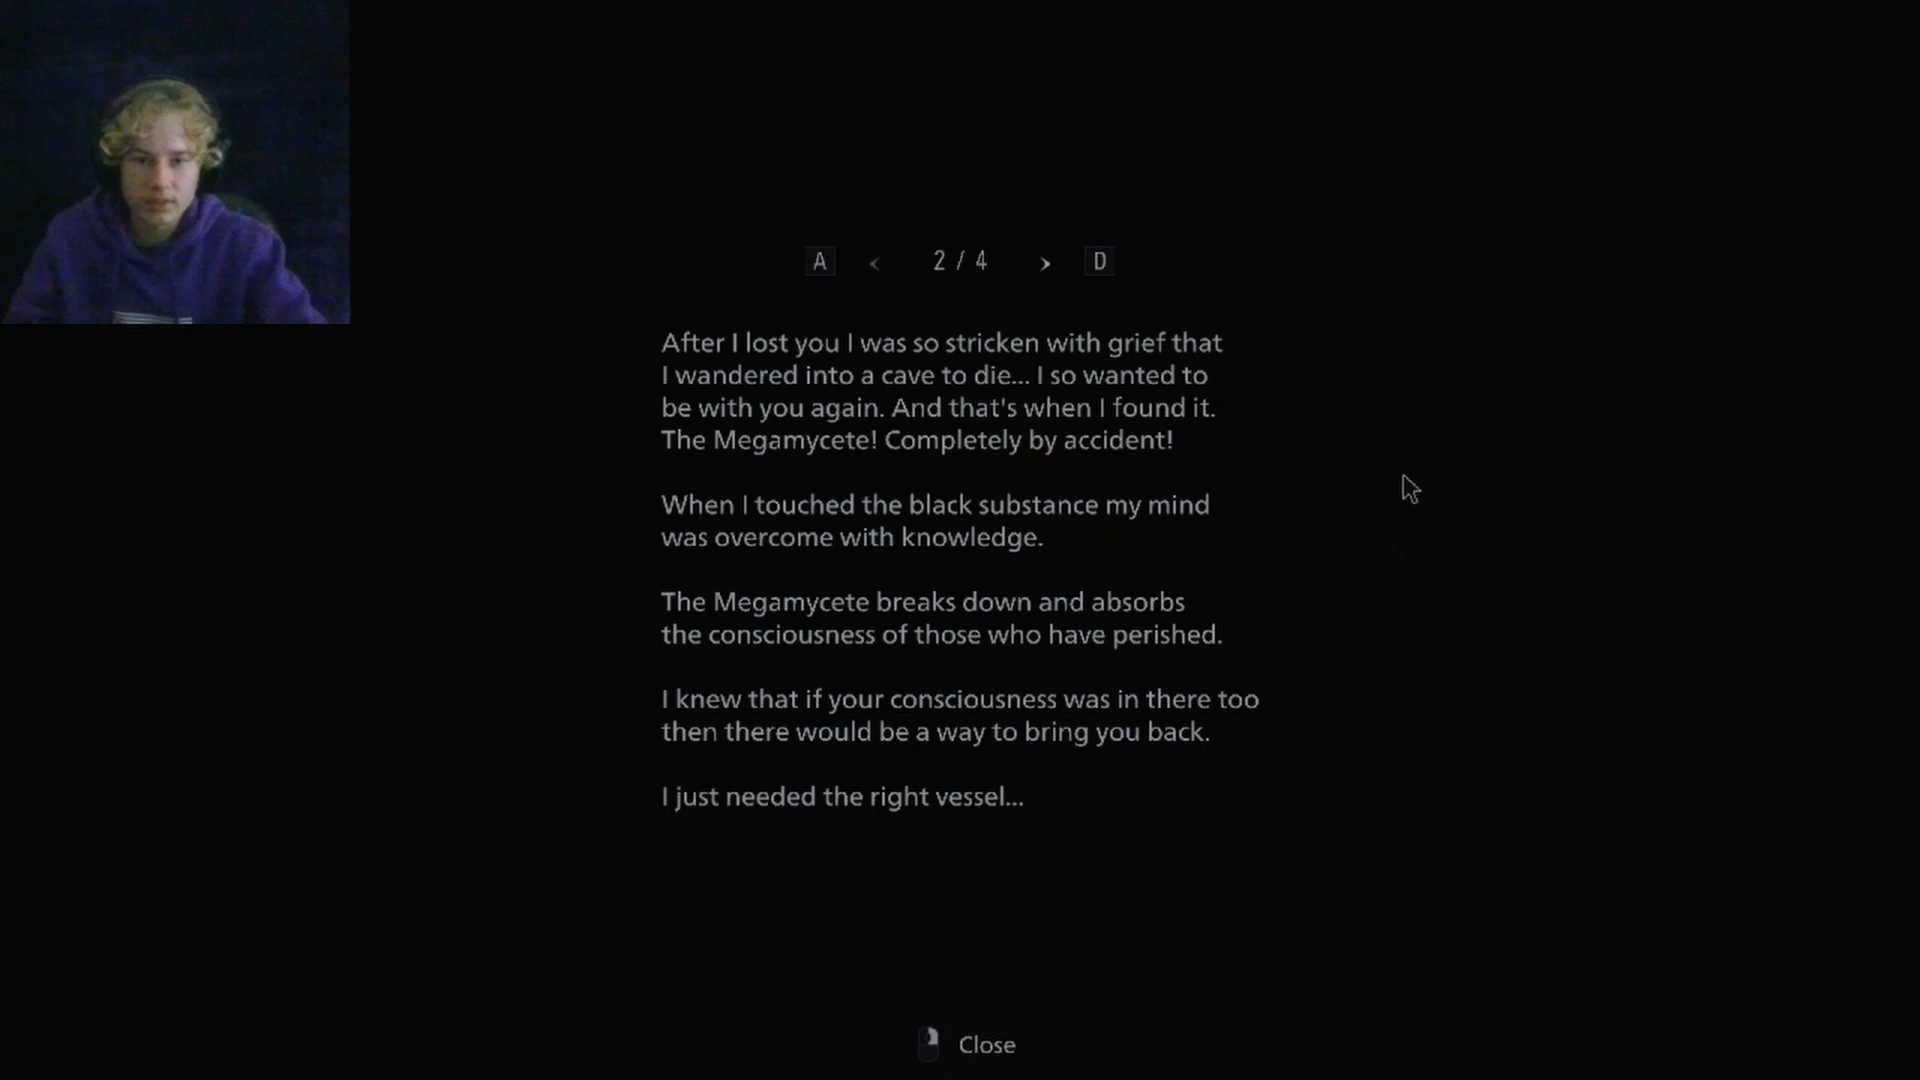 A < 2 / 4 > D
After I lost you I was so stricken with grief that
I wandered into a cave to die... I so wanted to
be with you again. And that's when I found it.
The Megamycete! Completely by accident!
When I touched the black substance my mind
was overcome with knowledge.
The Megamycete breaks down and absorbs
the consciousness of those who have perished.
I knew that if your consciousness was in there too
then there would be a way to bring you back.
I just needed the right vessel...
Close